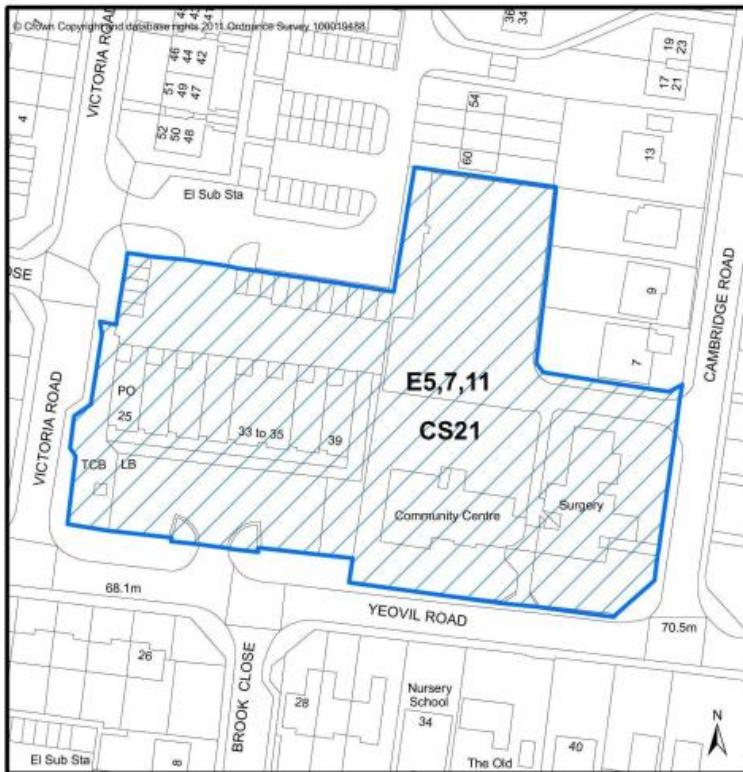 © Crown Copyright and database rights 2011 Ordnance Survey 100019488
36
34
19
23
17
21
13
9
7
54
60
46
44
42
51
49
47
52
50
48
4
VICTORIA ROAD
El Sub Sta
OSE
CAMBRIDGE ROAD
E5,7,11
CS21
PO
25
33 to 35
39
VICTORIA ROAD
TCB
LB
Community Centre
Surgery
68.1m
YEOVIL ROAD
70.5m
26
BROOK CLOSE
28
Nursery
School
34
El Sub Sta
8
The Old
40
N